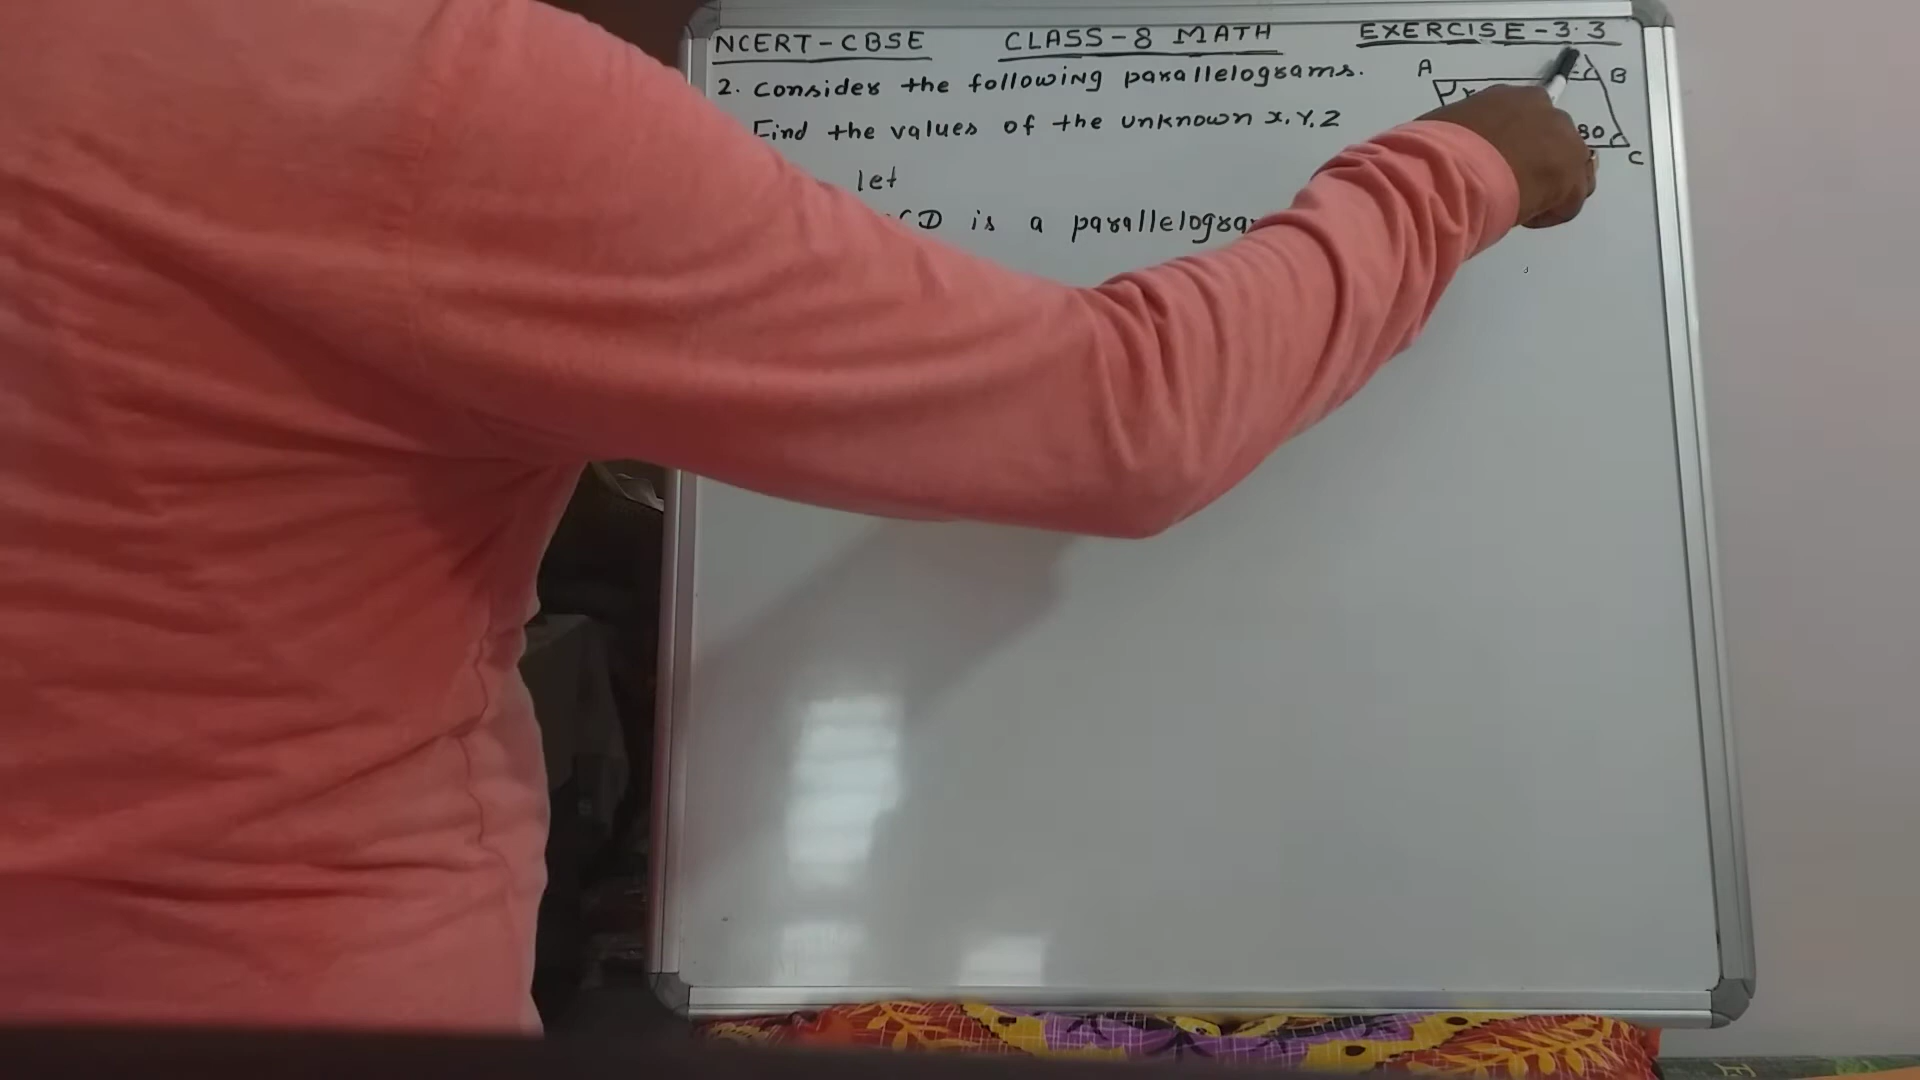 NCERT-CBSE CLASS-8 MATH EXERCISE-3.3
2. Consider the following parallelograms.
Find the values of the unknown x, Y, Z
let
CD is a
A
B
80
C